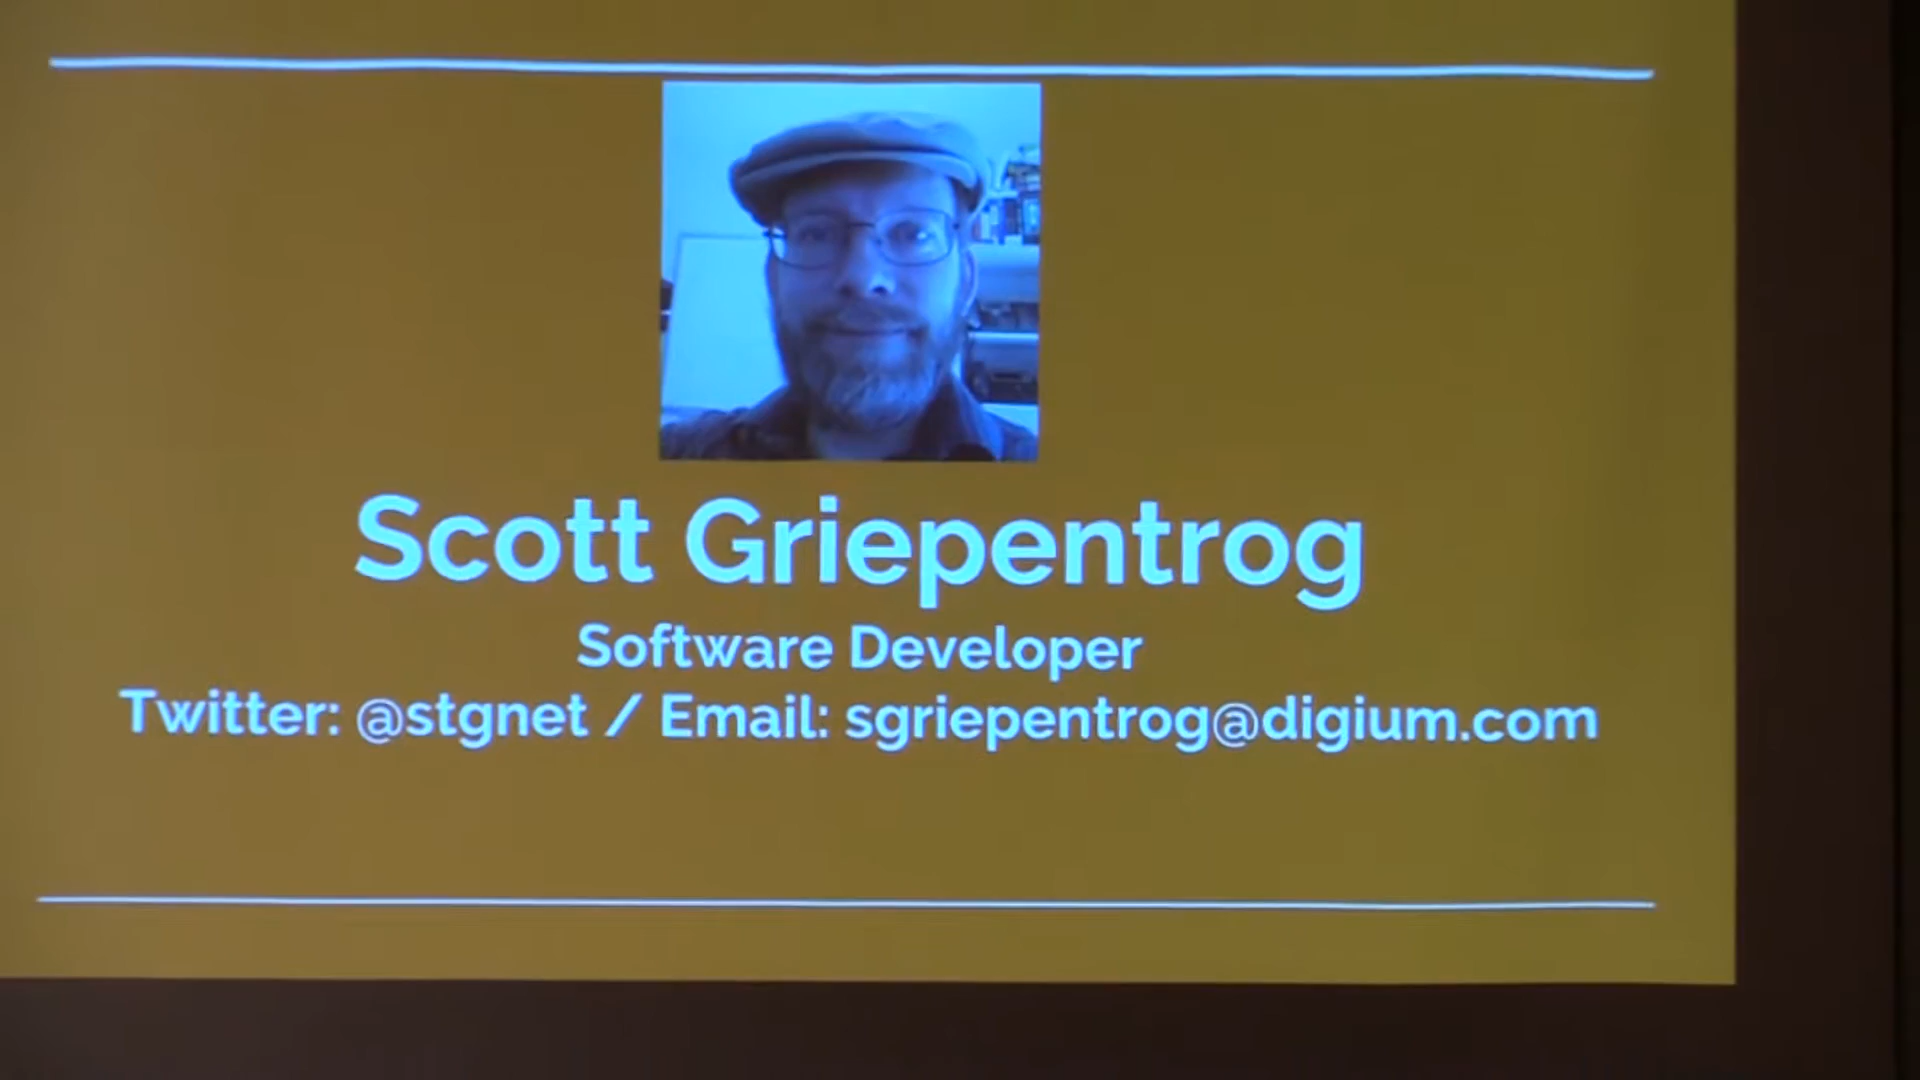 Scott Griepentrog
Software Developer
Twitter: @stgnet / Email: sgriepentrog@digium.com